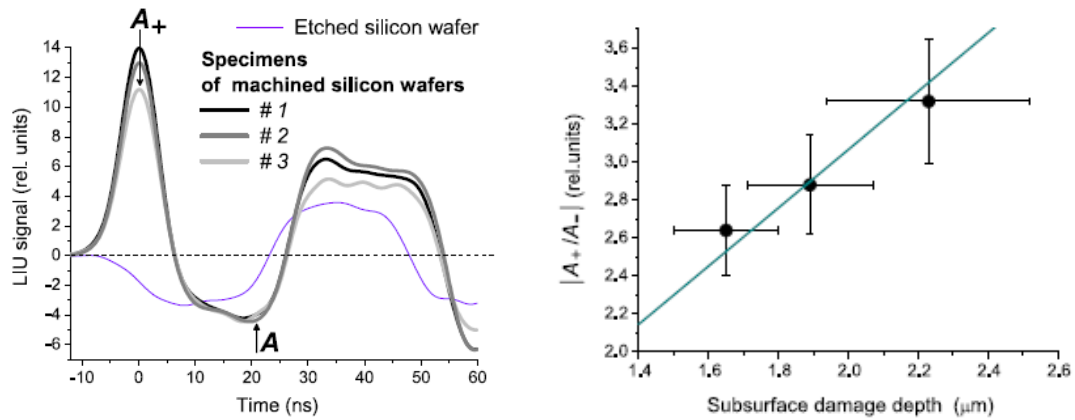 A+
Etched silicon wafer
Specimens
of machined silicon wafers
# 1
# 2
# 3
LIU signal (rel. units)
14
12
10
8
6
4
2
0
-2
-4
-6
A
-10 0 10 20 30 40 50 60
Time (ns)
|A+/A-| (rel.units)
3,6
3.4
3.2
3.0
2.8
2.6
2.4
2.2
2.0
1.4 1.6 1.8 2.0 2.2 2.4 2.6
Subsurface damage depth (μm)